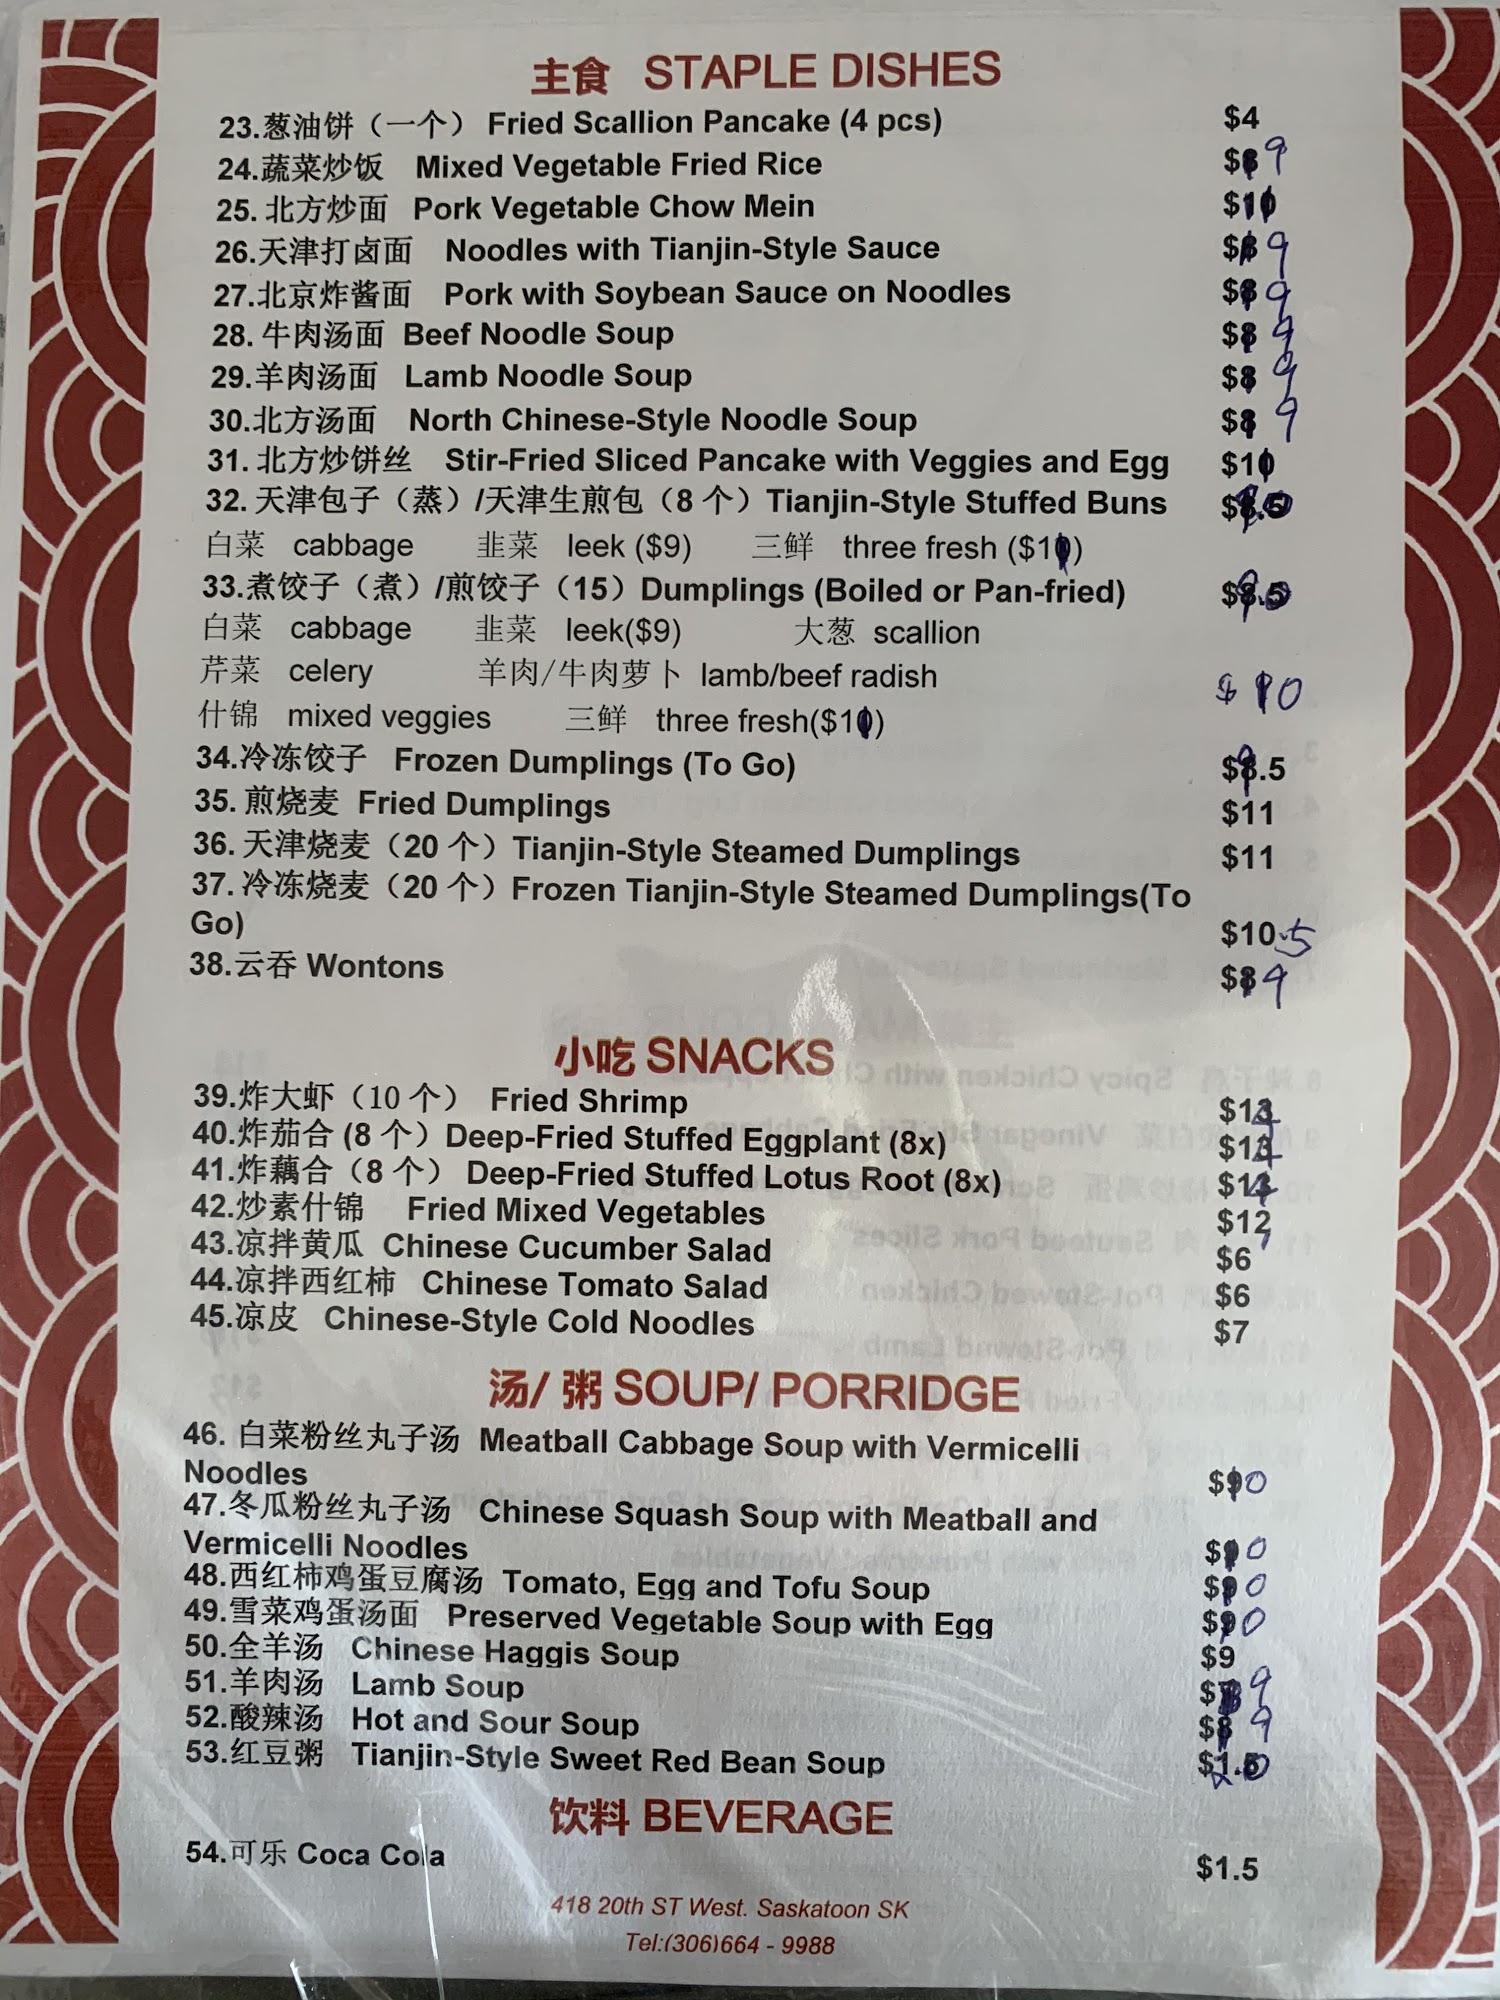 主食 STAPLE DISHES
23.葱油饼（一个） Fried Scallion Pancake (4 pcs) $4
24.蔬菜炒饭 Mixed Vegetable Fried Rice $9
25. 北方炒面 Pork Vegetable Chow Mein $11
26.天津打卤面 Noodles with Tianjin-Style Sauce $9
27.北京炸酱面 Pork with Soybean Sauce on Noodles $9
28. 牛肉汤面 Beef Noodle Soup $9
29.羊肉汤面 Lamb Noodle Soup $9
30.北方汤面 North Chinese-Style Noodle Soup $9
31. 北方炒饼丝 Stir-Fried Sliced Pancake with Veggies and Egg $11
32. 天津包子（蒸）/天津生煎包（8 个）Tianjin-Style Stuffed Buns
白菜 cabbage 韭菜 leek ($9) 三鲜 three fresh ($11)
33.煮饺子（煮）/煎饺子（15）Dumplings (Boiled or Pan-fried)
白菜 cabbage 韭菜 leek($9) 大葱 scallion
芹菜 celery 羊肉/牛肉萝卜 lamb/beef radish $10
什锦 mixed veggies 三鲜 three fresh($11)
34.冷冻饺子 Frozen Dumplings (To Go) $9.5
35. 煎烧麦 Fried Dumplings $11
36. 天津烧麦（20 个）Tianjin-Style Steamed Dumplings $11
37. 冷冻烧麦（20 个）Frozen Tianjin-Style Steamed Dumplings(To
Go) $10.5
38.云吞 Wontons $9
小吃 SNACKS
39.炸大虾（10 个） Fried Shrimp $14
40.炸茄合 (8 个）Deep-Fried Stuffed Eggplant (8x) $14
41.炸藕合（8 个） Deep-Fried Stuffed Lotus Root (8x) $14
42.炒素什锦 Fried Mixed Vegetables $12
43.凉拌黄瓜 Chinese Cucumber Salad $6
44.凉拌西红柿 Chinese Tomato Salad $6
45.凉皮 Chinese-Style Cold Noodles $7
汤/ 粥 SOUP/ PORRIDGE
46. 白菜粉丝丸子汤 Meatball Cabbage Soup with Vermicelli
Noodles $10
47.冬瓜粉丝丸子汤 Chinese Squash Soup with Meatball and
Vermicelli Noodles $10
48.西红柿鸡蛋豆腐汤 Tomato, Egg and Tofu Soup $10
49.雪菜鸡蛋汤面 Preserved Vegetable Soup with Egg $10
50.全羊汤 Chinese Haggis Soup $9
51.羊肉汤 Lamb Soup $9
52.酸辣汤 Hot and Sour Soup $9
53.红豆粥 Tianjin-Style Sweet Red Bean Soup
饮料 BEVERAGE
54.可乐 Coca Cola $1.5
418 20th ST West. Saskatoon SK
Tel:(306)664 - 9988